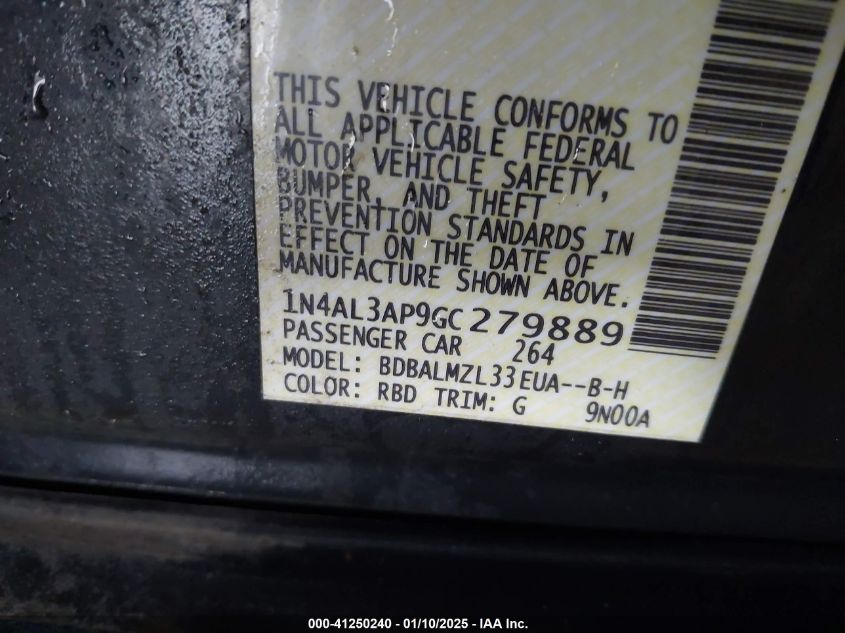 THIS VEHICLE CONFORMS TO
ALL APPLICABLE FEDERAL
MOTOR VEHICLE SAFETY,
BUMPER, AND THEFT
PREVENTION STANDARDS IN
EFFECT ON THE DATE OF
MANUFACTURE SHOWN ABOVE.
1N4AL3AP9GC279889
PASSENGER CAR 264
MODEL: BDBALMZL33EUA--B-H
COLOR: RBD TRIM: G 9N00A
000-41250240 - 01/10/2025 - IAA Inc.